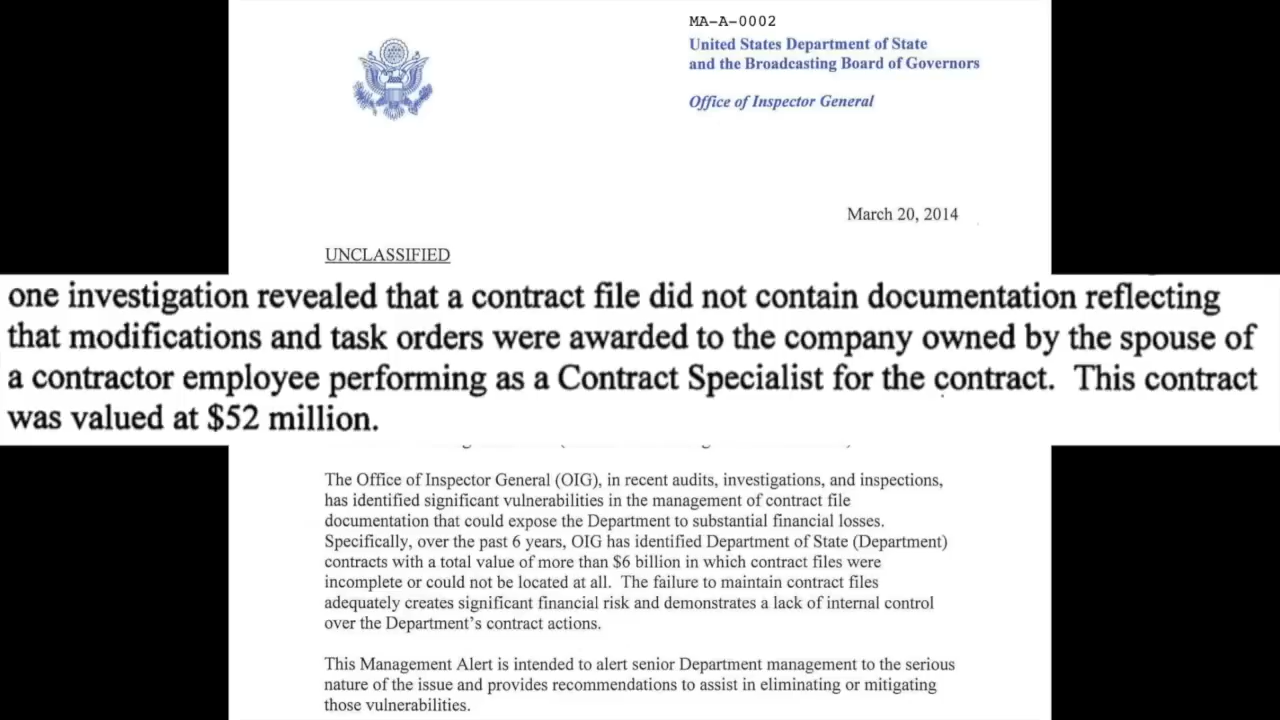 MA-A-0002
United States Department of State
and the Broadcasting Board of Governors
Office of Inspector General
March 20, 2014
UNCLASSIFIED
one investigation revealed that a contract file did not contain documentation reflecting
that modifications and task orders were awarded to the company owned by the spouse of
a contractor employee performing as a Contract Specialist for the contract. This contract
was valued at $52 million.
The Office of Inspector General (OIG), in recent audits, investigations, and inspections,
has identified significant vulnerabilities in the management of contract file
documentation that could expose the Department to substantial financial losses.
Specifically, over the past 6 years, OIG has identified Department of State (Department)
contracts with a total value of more than $6 billion in which contract files were
incomplete or could not be located at all. The failure to maintain contract files
adequately creates significant financial risk and demonstrates a lack of internal control
over the Department's contract actions.
This Management Alert is intended to alert senior Department management to the serious
nature of the issue and provides recommendations to assist in eliminating or mitigating
those vulnerabilities.